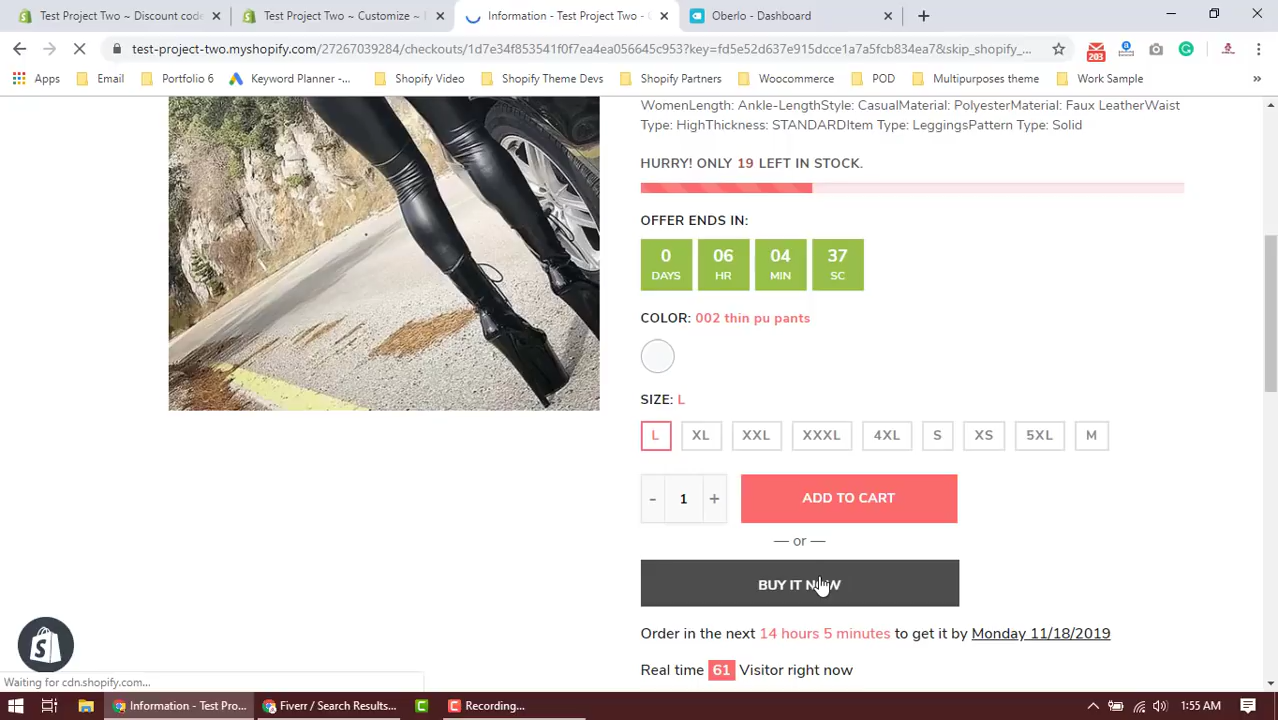 Test Project Two ~ Discount code
Test Project Two ~ Customize ~
Information - Test Project Two -
Oberlo - Dashboard
test-project-two.myshopify.com/27267039284/checkouts/1d7e34f853541f0f7ea4ea056645c953?key=fd5e52d637e915dcce1a7a5fcb834ea7&skip_shopify_...
203
Apps
Email
Portfolio 6
Keyword Planner -...
Shopify Video
Shopify Theme Devs
Shopify Partners
Woocommerce
POD
Multipurposes theme
Work Sample
»
WomenLength: Ankle-LengthStyle: CasualMaterial: PolyesterMaterial: Faux LeatherWaist
Type: HighThickness: STANDARDItem Type: LeggingsPattern Type: Solid
HURRY! ONLY 19 LEFT IN STOCK.
OFFER ENDS IN:
0 06 04 37
DAYS HR MIN SC
COLOR: 002 thin pu pants
SIZE: L
L XL XXL XXXL 4XL S XS 5XL M
- 1 + ADD TO CART
— or —
BUY IT NOW
Order in the next 14 hours 5 minutes to get it by Monday 11/18/2019
Real time 61 Visitor right now
Waiting for cdn.shopify.com...
Information - Test Pro...
Fiverr / Search Results...
Recording...
1:55 AM